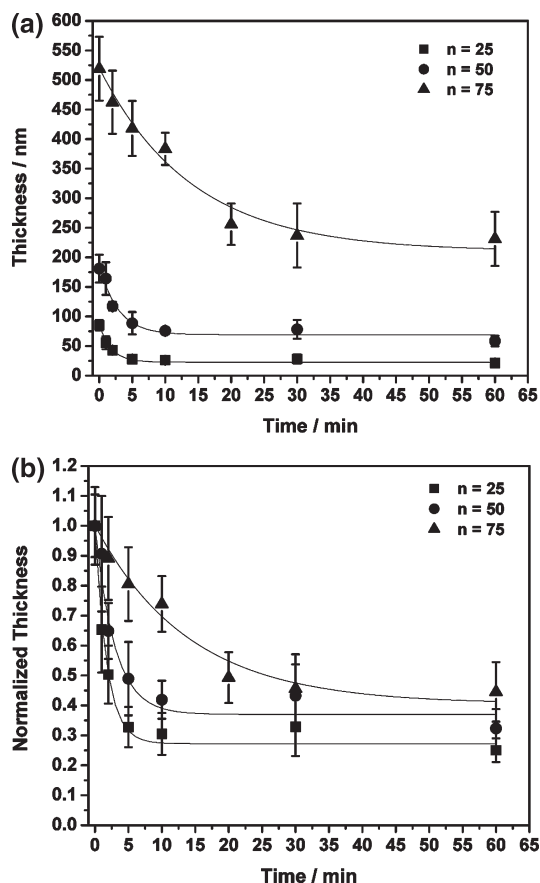 (a)
600
550
500
450
400
350
300
250
200
150
100
50
0
Thickness / nm
n = 25
n = 50
n = 75
0 5 10 15 20 25 30 35 40 45 50 55 60 65
Time / min
(b)
1.2
1.1
1.0
0.9
0.8
0.7
0.6
0.5
0.4
0.3
0.2
0.1
0.0
Normalized Thickness
n = 25
n = 50
n = 75
0 5 10 15 20 25 30 35 40 45 50 55 60 65
Time / min